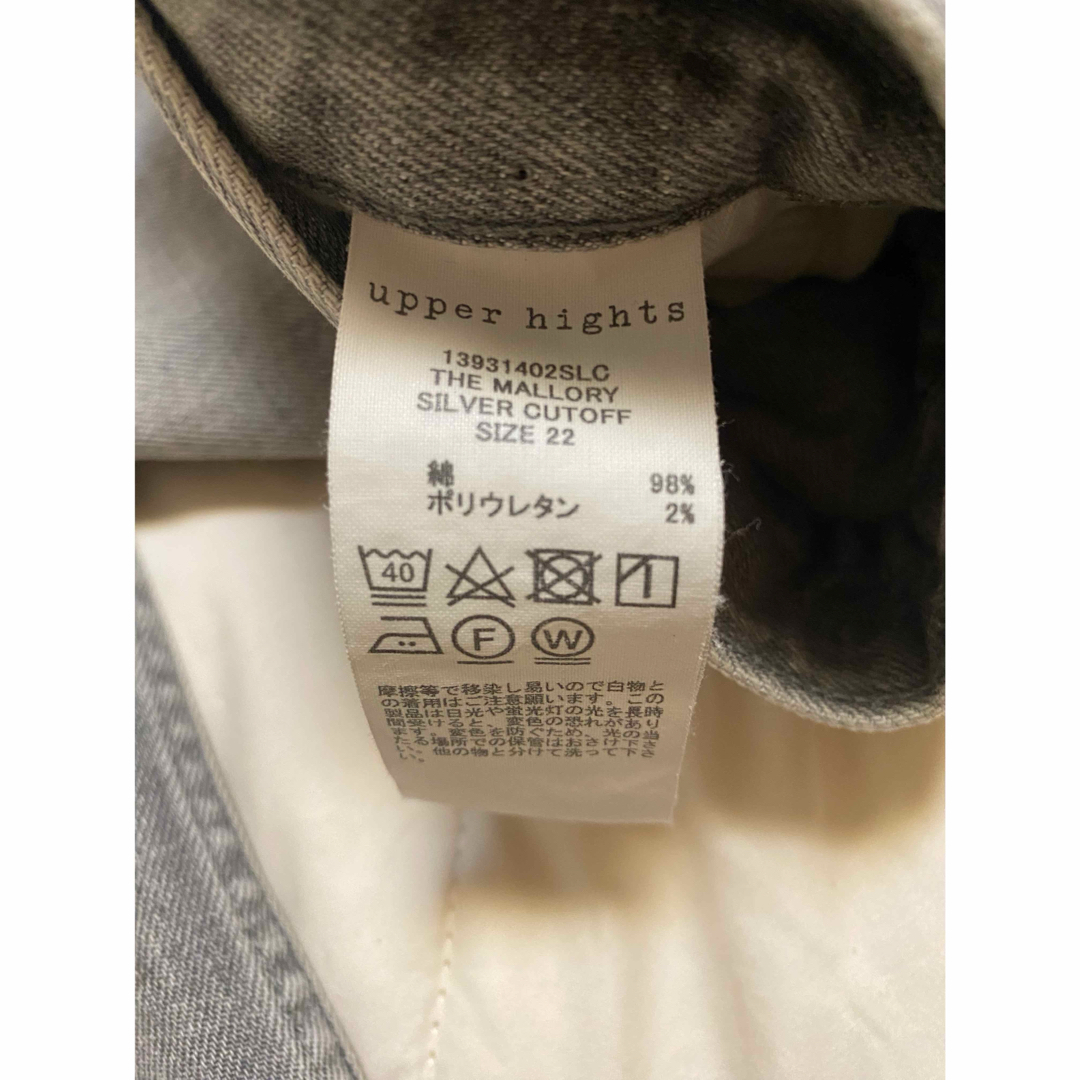 upper hights
13931402SLC
THE MALLORY
SILVER CUTOFF
SIZE 22
綿 98%
ポリウレタン 2%
40
F W
摩擦等で移染し易いので白物と
の着用はご注意願います。この
製品は日光や蛍光灯の光を長時
間受けると、変色の恐れがあり
ます。変色を防ぐため、光の当
たる場所での保管はおさけ下さ
い。他の物と分けて洗って下さ
い。